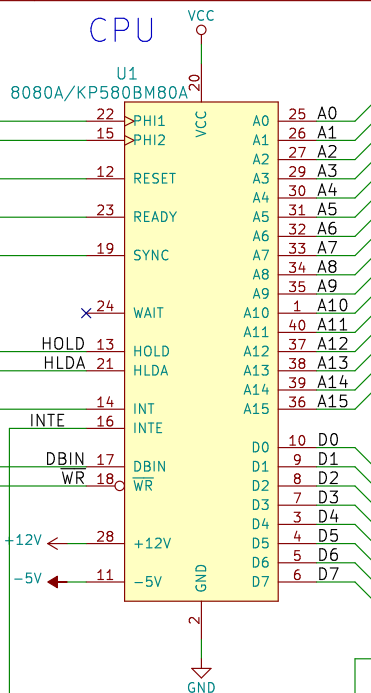 CPU
VCC
U1
8080A/KP580BM80A
20
VCC
22 PHI1 A0 25 A0
15 PHI2 A1 26 A1
A2 27 A2
12 RESET A3 29 A3
A4 30 A4
23 READY A5 31 A5
A6 32 A6
19 SYNC A7 33 A7
A8 34 A8
A9 35 A9
24 WAIT A10 1 A10
A11 40 A11
HOLD 13 HOLD A12 37 A12
HLDA 21 HLDA A13 38 A13
A14 39 A14
14 INT A15 36 A15
INTE 16 INTE
D0 10 D0
DBIN 17 DBIN D1 9 D1
WR 18 WR D2 8 D2
D3 7 D3
D4 3 D4
+12V 28 +12V D5 4 D5
D6 5 D6
-5V 11 -5V D7 6 D7
GND
2
GND